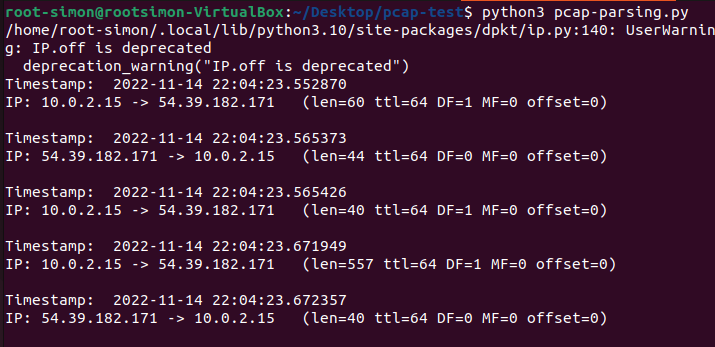 root-simon@rootsimon-VirtualBox:~/Desktop/pcap-test$ python3 pcap-parsing.py
/home/root-simon/.local/lib/python3.10/site-packages/dpkt/ip.py:140: UserWarnin
g: IP.off is deprecated
  deprecation_warning("IP.off is deprecated")
Timestamp:  2022-11-14 22:04:23.552870
IP: 10.0.2.15 -> 54.39.182.171   (len=60 ttl=64 DF=1 MF=0 offset=0)

Timestamp:  2022-11-14 22:04:23.565373
IP: 54.39.182.171 -> 10.0.2.15   (len=44 ttl=64 DF=0 MF=0 offset=0)

Timestamp:  2022-11-14 22:04:23.565426
IP: 10.0.2.15 -> 54.39.182.171   (len=40 ttl=64 DF=1 MF=0 offset=0)

Timestamp:  2022-11-14 22:04:23.671949
IP: 10.0.2.15 -> 54.39.182.171   (len=557 ttl=64 DF=1 MF=0 offset=0)

Timestamp:  2022-11-14 22:04:23.672357
IP: 54.39.182.171 -> 10.0.2.15   (len=40 ttl=64 DF=0 MF=0 offset=0)